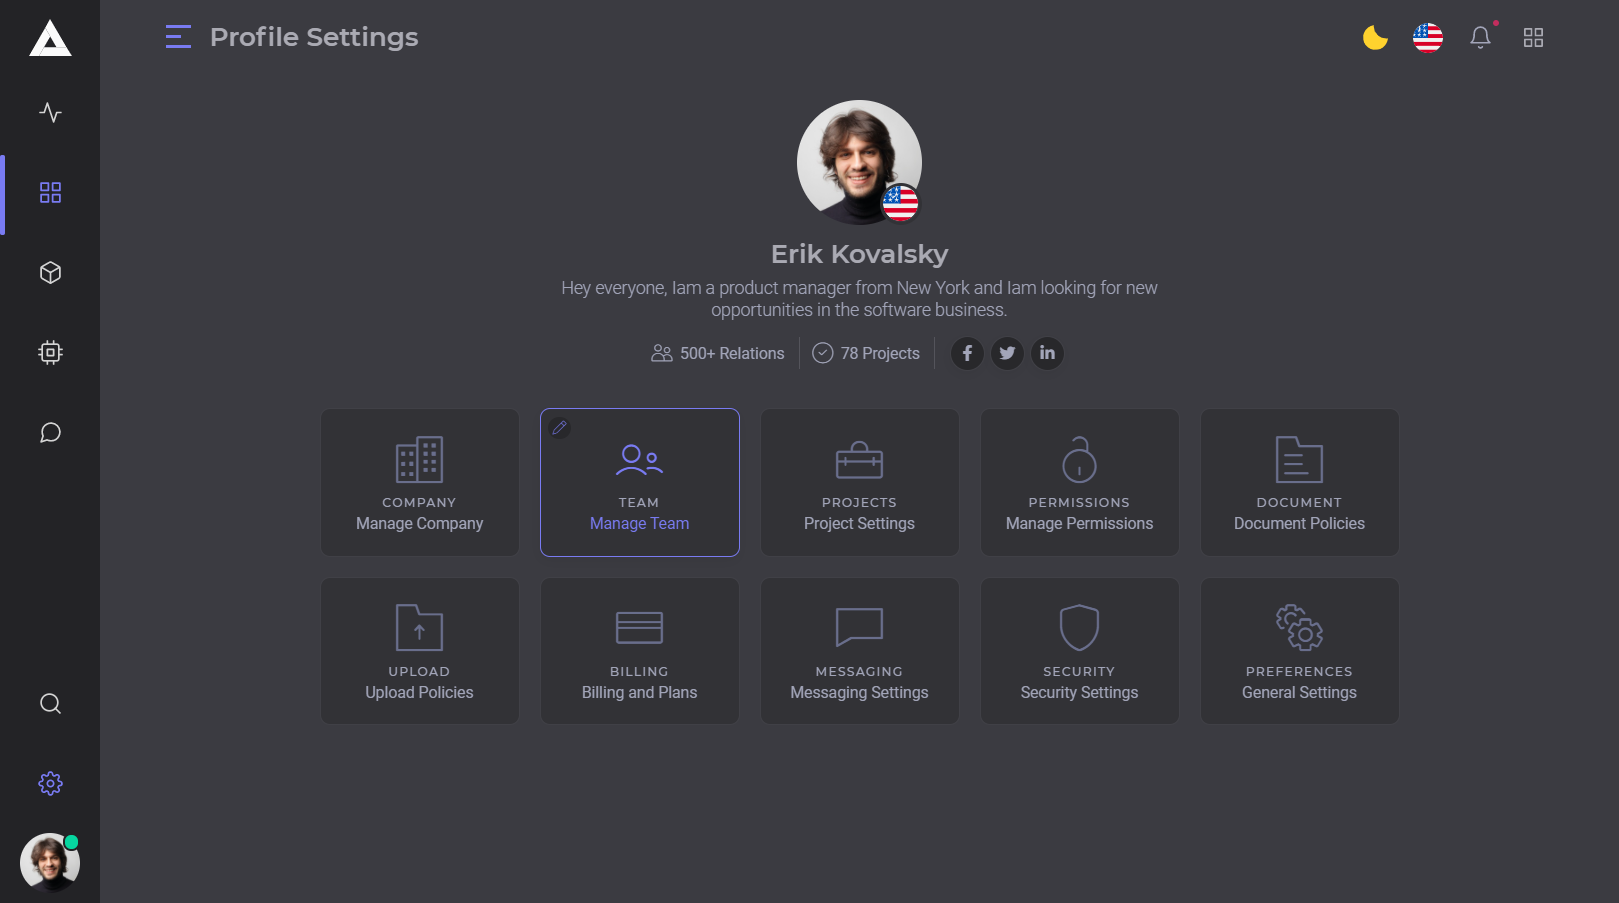 Profile Settings
Erik Kovalsky
Hey everyone, Iam a product manager from New York and Iam looking for new
opportunities in the software business.
500+ Relations
78 Projects
COMPANY
Manage Company
TEAM
Manage Team
PROJECTS
Project Settings
PERMISSIONS
Manage Permissions
DOCUMENT
Document Policies
UPLOAD
Upload Policies
BILLING
Billing and Plans
MESSAGING
Messaging Settings
SECURITY
Security Settings
PREFERENCES
General Settings